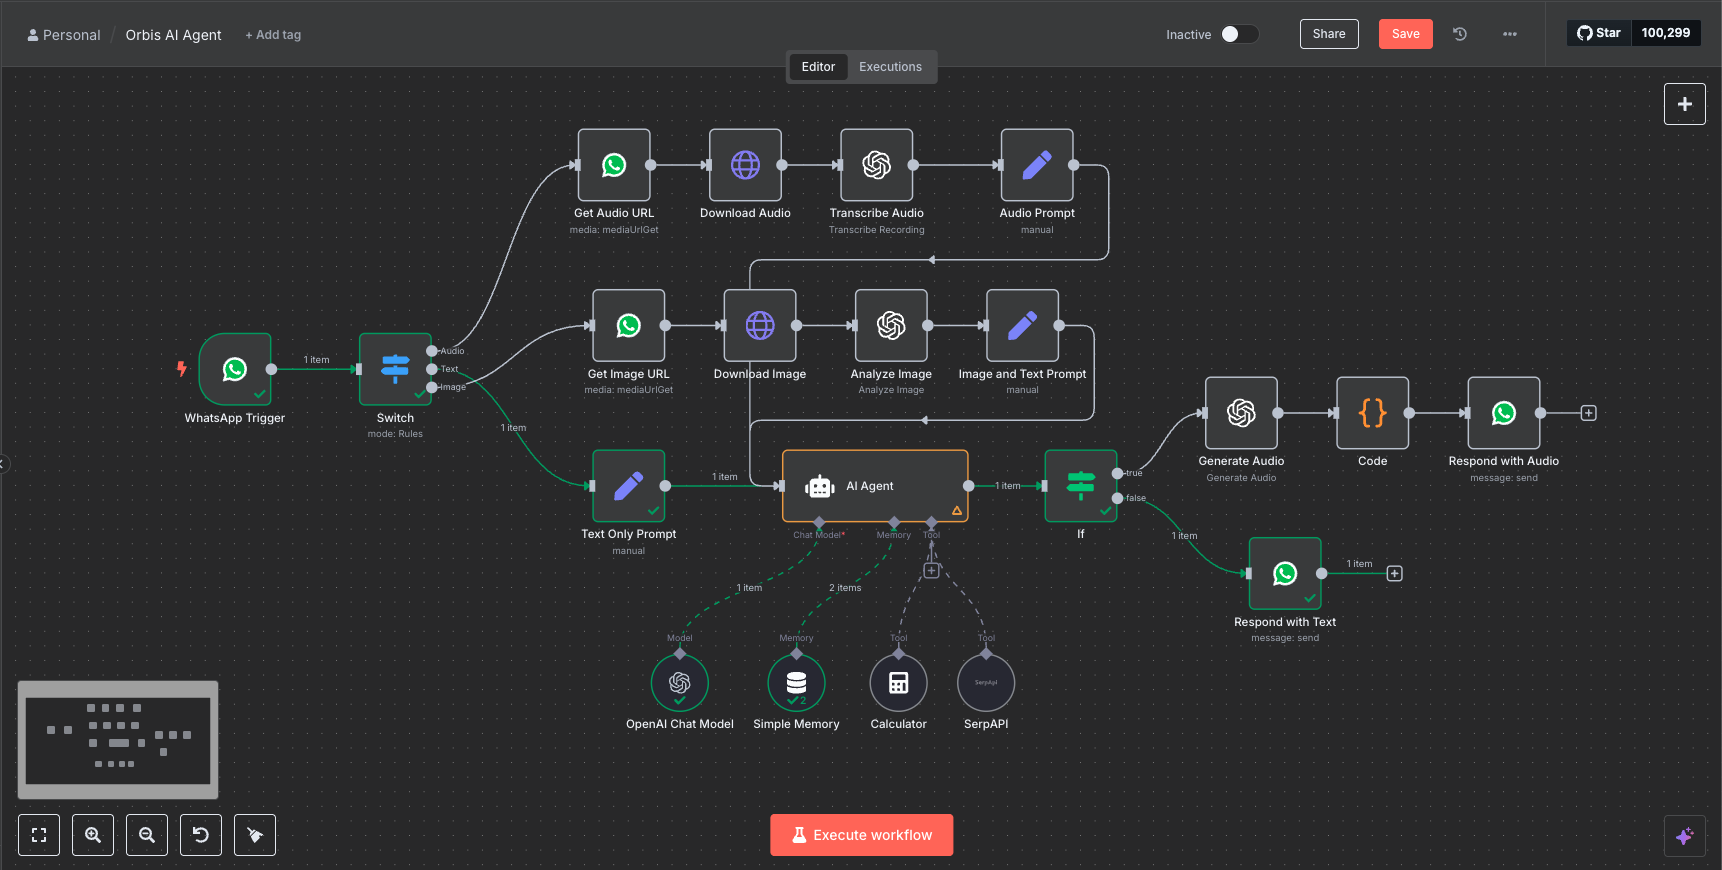 Personal / Orbis AI Agent + Add tag
Inactive
Share
Save
Star 100,299
Editor Executions
Get Audio URL
media: mediaUrlGet
Download Audio
Transcribe Audio
Transcribe Recording
Audio Prompt
manual
Get Image URL
media: mediaUrlGet
Download Image
Analyze Image
Analyze Image
Image and Text Prompt
manual
WhatsApp Trigger
1 item
Switch
mode: Rules
Audio
Text
Image
1 item
Text Only Prompt
manual
1 item
AI Agent
Chat Model*
Memory
Tool
1 item
If
true
false
Generate Audio
Generate Audio
Code
Respond with Audio
message: send
1 item
Respond with Text
message: send
1 item
1 item
2 items
Model
Memory
Tool
Tool
2
SerpApi
OpenAI Chat Model
Simple Memory
Calculator
SerpAPI
Execute workflow